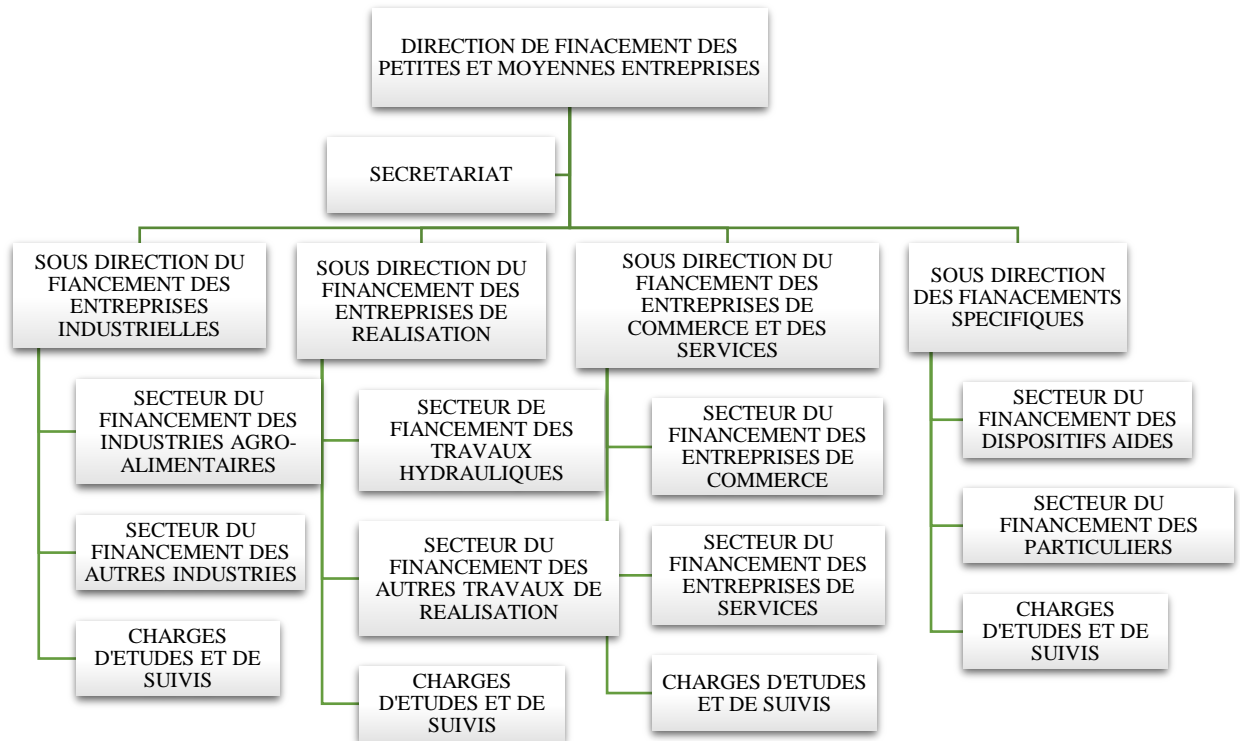 DIRECTION DE FINACEMENT DES
PETITES ET MOYENNES ENTREPRISES
SECRETARIAT
SOUS DIRECTION DU
FIANCEMENT DES
ENTREPRISES
INDUSTRIELLES
SECTEUR DU
FINANCEMENT DES
INDUSTRIES AGRO-
ALIMENTAIRES
SECTEUR DU
FINANCEMENT DES
AUTRES INDUSTRIES
CHARGES
D'ETUDES ET DE
SUIVIS
SOUS DIRECTION DU
FINANCEMENT DES
ENTREPRISES DE
REALISATION
SECTEUR DE
FIANCEMENT DES
TRAVAUX
HYDRAULIQUES
SECTEUR DU
FINANCEMENT DES
AUTRES TRAVAUX DE
REALISATION
CHARGES
D'ETUDES ET DE
SUIVIS
SOUS DIRECTION DU
FIANCEMENT DES
ENTREPRISES DE
COMMERCE ET DES
SERVICES
SECTEUR DU
FINANCEMENT DES
ENTREPRISES DE
COMMERCE
SECTEUR DU
FINANCEMENT DES
ENTREPRISES DE
SERVICES
CHARGES D'ETUDES
ET DE SUIVIS
SOUS DIRECTION
DES FIANACEMENTS
SPECIFIQUES
SECTEUR DU
FINANCEMENT DES
DISPOSITIFS AIDES
SECTEUR DU
FINANCEMENT DES
PARTICULIERS
CHARGES
D'ETUDES ET DE
SUIVIS